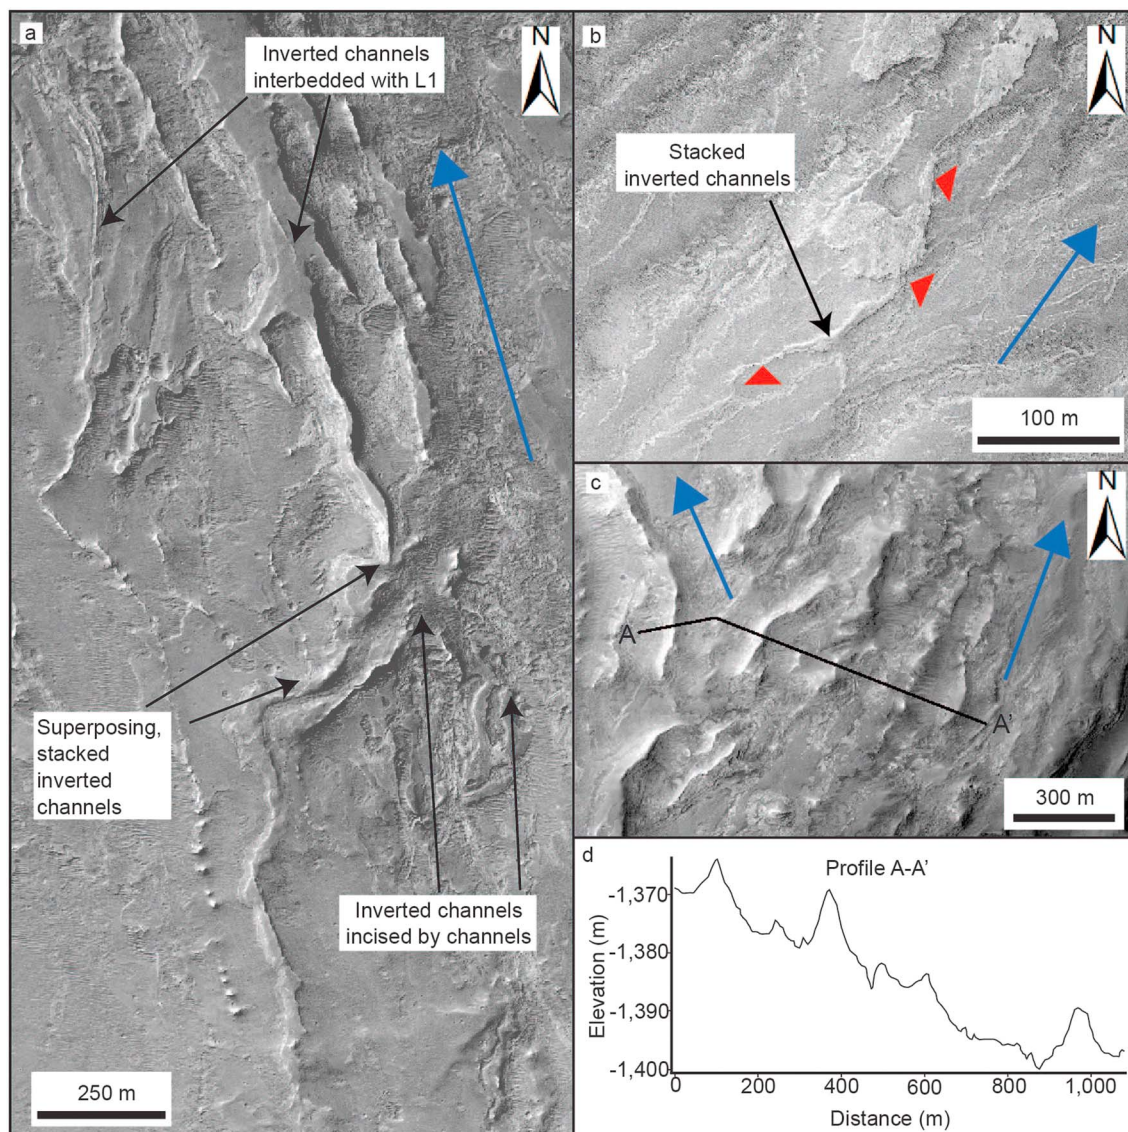 a
N
Inverted channels
interbedded with L1
Superposing,
stacked
inverted
channels
Inverted channels
incised by channels
250 m
b
N
Stacked
inverted channels
100 m
c
N
A
A'
300 m
d
Profile A-A'
Elevation (m)
-1,370
-1,380
-1,390
-1,400
0
200
400
600
800
1,000
Distance (m)